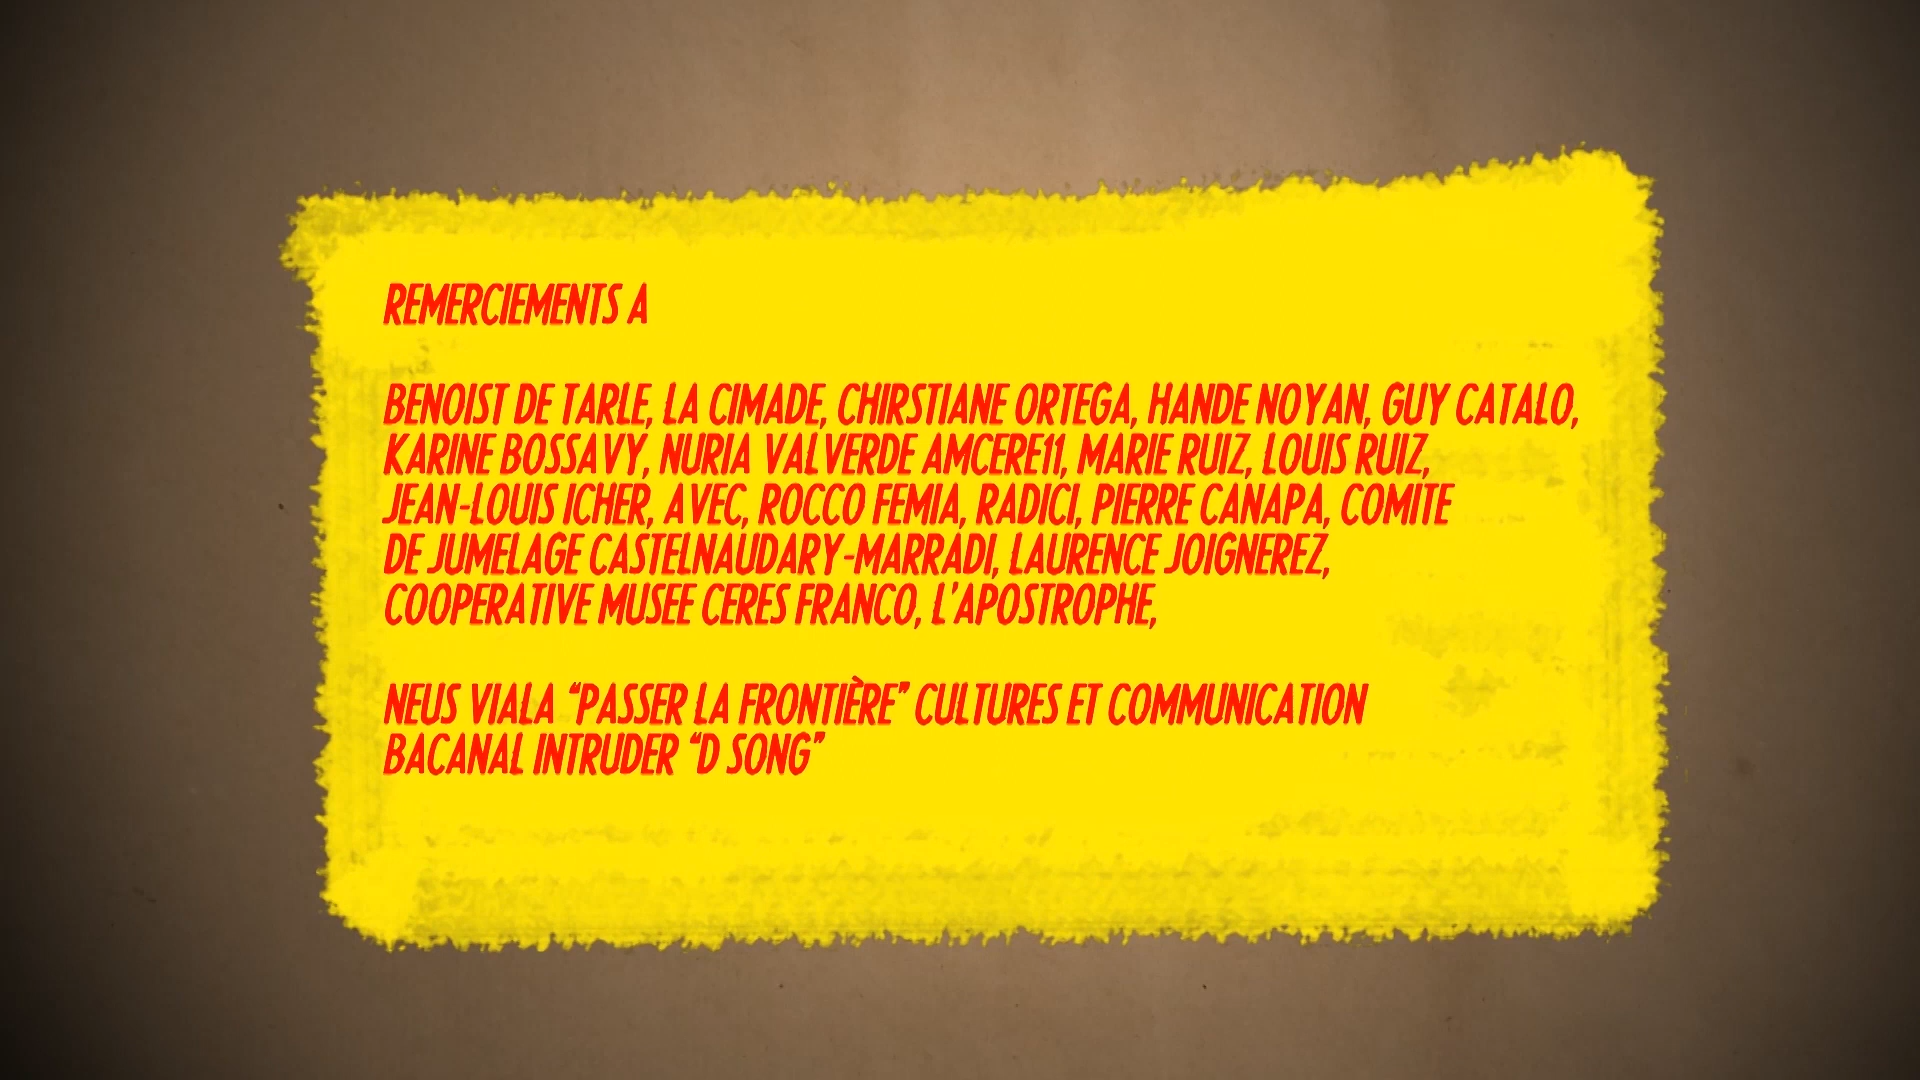 REMERCIEMENTS A
BENOIST DE TARLE, LA CIMADE, CHIRSTIANE ORTEGA, HANDE NOYAN, GUY CATALO,
KARINE BOSSAVY, NURIA VALVERDE AMCERE11, MARIE RUIZ, LOUIS RUIZ,
JEAN-LOUIS ICHER, AVEC, ROCCO FEMIA, RADICI, PIERRE CANAPA, COMITE
DE JUMELAGE CASTELNAUDARY-MARRADI, LAURENCE JOIGNEREZ,
COOPERATIVE MUSEE CERES FRANCO, L'APOSTROPHE,
NEUS VIALA “PASSER LA FRONTIÈRE” CULTURES ET COMMUNICATION
BACANAL INTRUDER “D SONG”